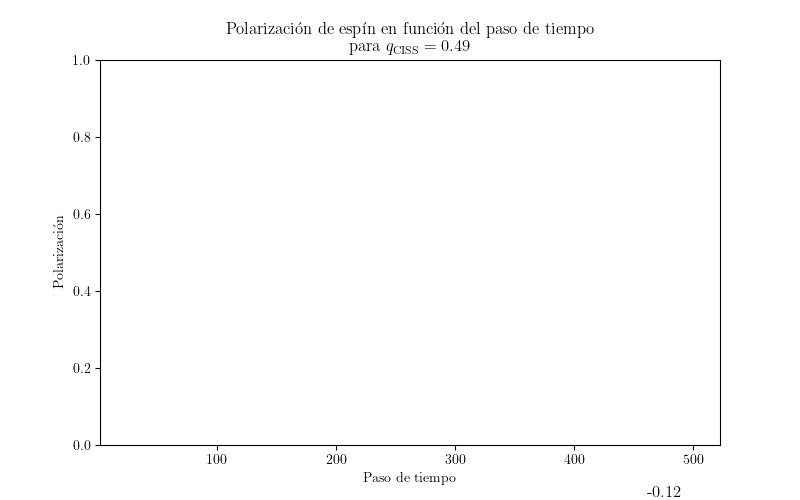 Polarización de espín en función del paso de tiempo
para q_CISS = 0.49
1.0
0.8
0.6
0.4
0.2
0.0
Polarización
100 200 300 400 500
Paso de tiempo
-0.12